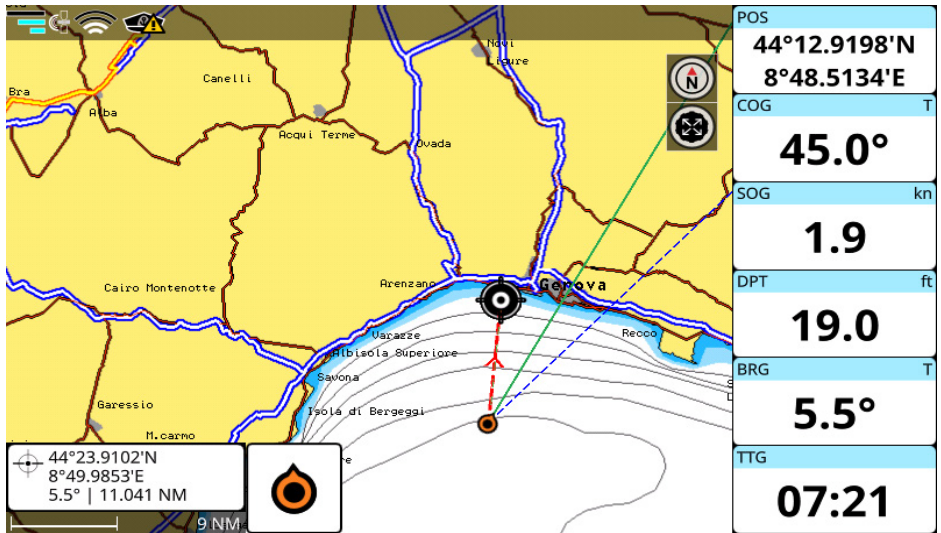 Novi
Ligure
Canelli
Bra
Alba
Acqui Terme
Ovada
N
Cairo Montenotte
Arenzano
Genova
Varazze
Recco
Albisola Superiore
Savona
Garessio
Isola di Bergeggi
M.carmo
44°23.9102'N
8°49.9853'E
5.5° | 11.041 NM
9 NM
POS
44°12.9198'N
8°48.5134'E
COG T
45.0°
SOG kn
1.9
DPT ft
19.0
BRG T
5.5°
TTG
07:21